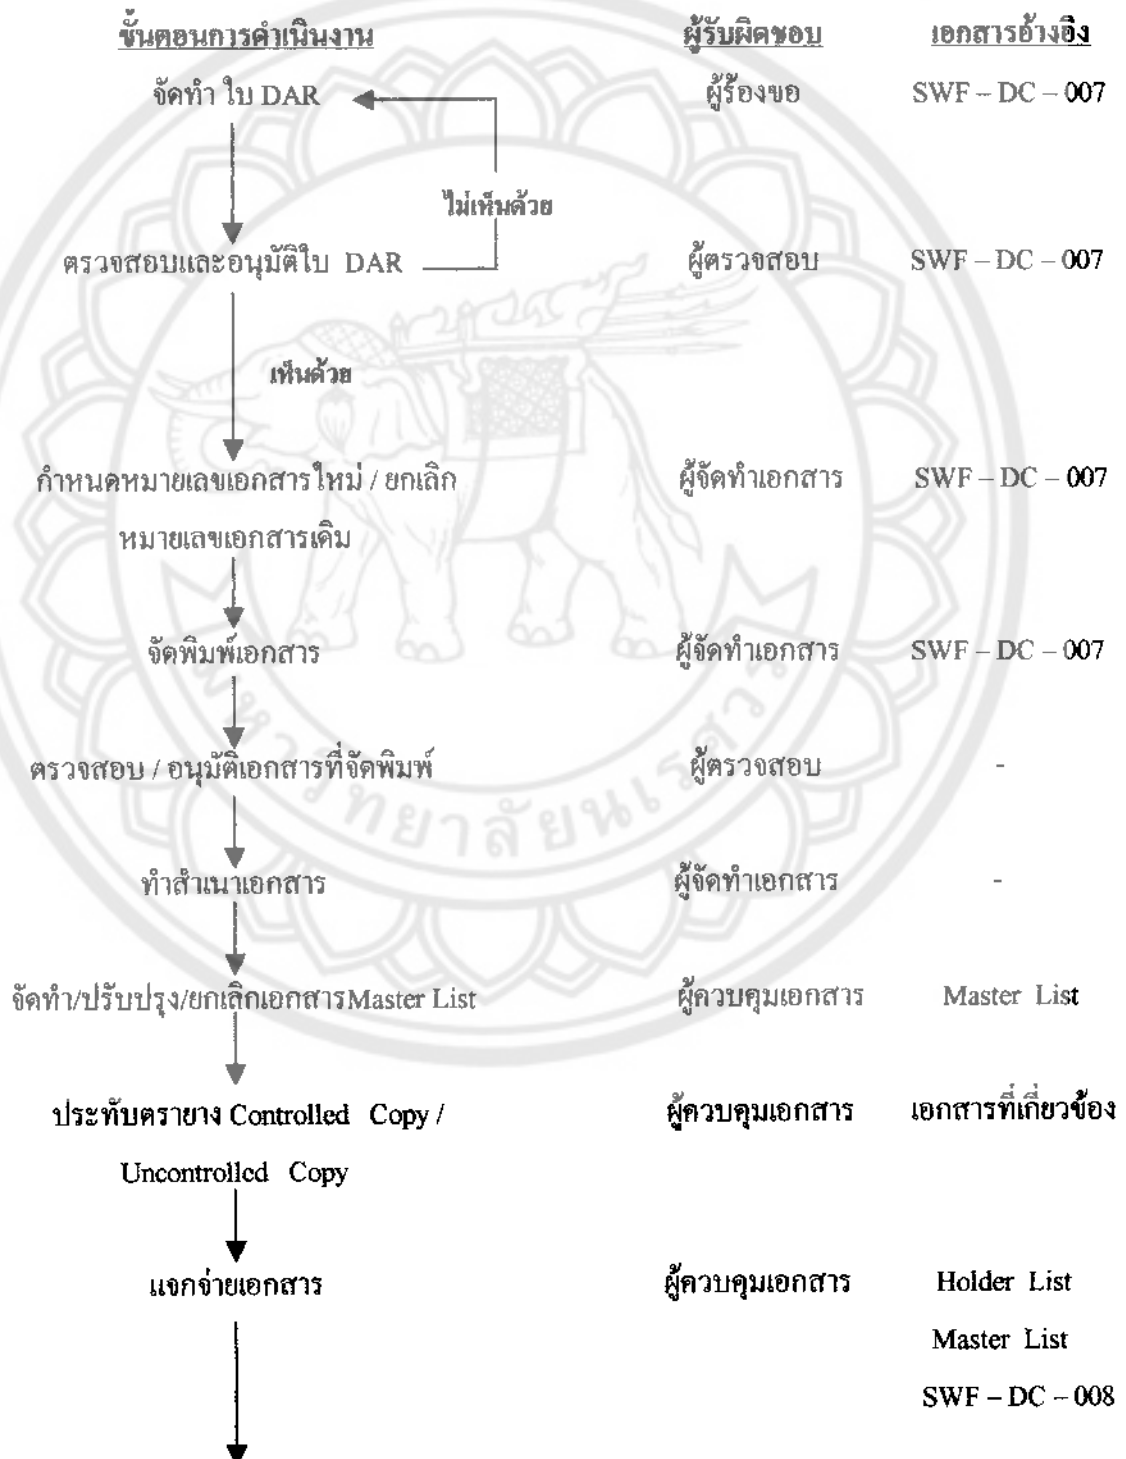 ขั้นตอนการดำเนินงาน ผู้รับผิดชอบ เอกสารอ้างอิง
จัดทำ ใบ DAR ผู้ร้องขอ SWF – DC – 007
ไม่เห็นด้วย
ตรวจสอบและอนุมัติใบ DAR ผู้ตรวจสอบ SWF – DC – 007
เห็นด้วย
กำหนดหมายเลขเอกสารใหม่ / ยกเลิก ผู้จัดทำเอกสาร SWF – DC – 007
หมายเลขเอกสารเดิม
จัดพิมพ์เอกสาร ผู้จัดทำเอกสาร SWF – DC – 007
ตรวจสอบ / อนุมัติเอกสารที่จัดพิมพ์ ผู้ตรวจสอบ -
ทำสำเนาเอกสาร ผู้จัดทำเอกสาร -
จัดทำ/ปรับปรุง/ยกเลิกเอกสารMaster List ผู้ควบคุมเอกสาร Master List
ประทับตรายาง Controlled Copy / ผู้ควบคุมเอกสาร เอกสารที่เกี่ยวข้อง
Uncontrolled Copy
แจกจ่ายเอกสาร ผู้ควบคุมเอกสาร Holder List
Master List
SWF – DC – 008
มหาวิทยาลัยนเรศวร